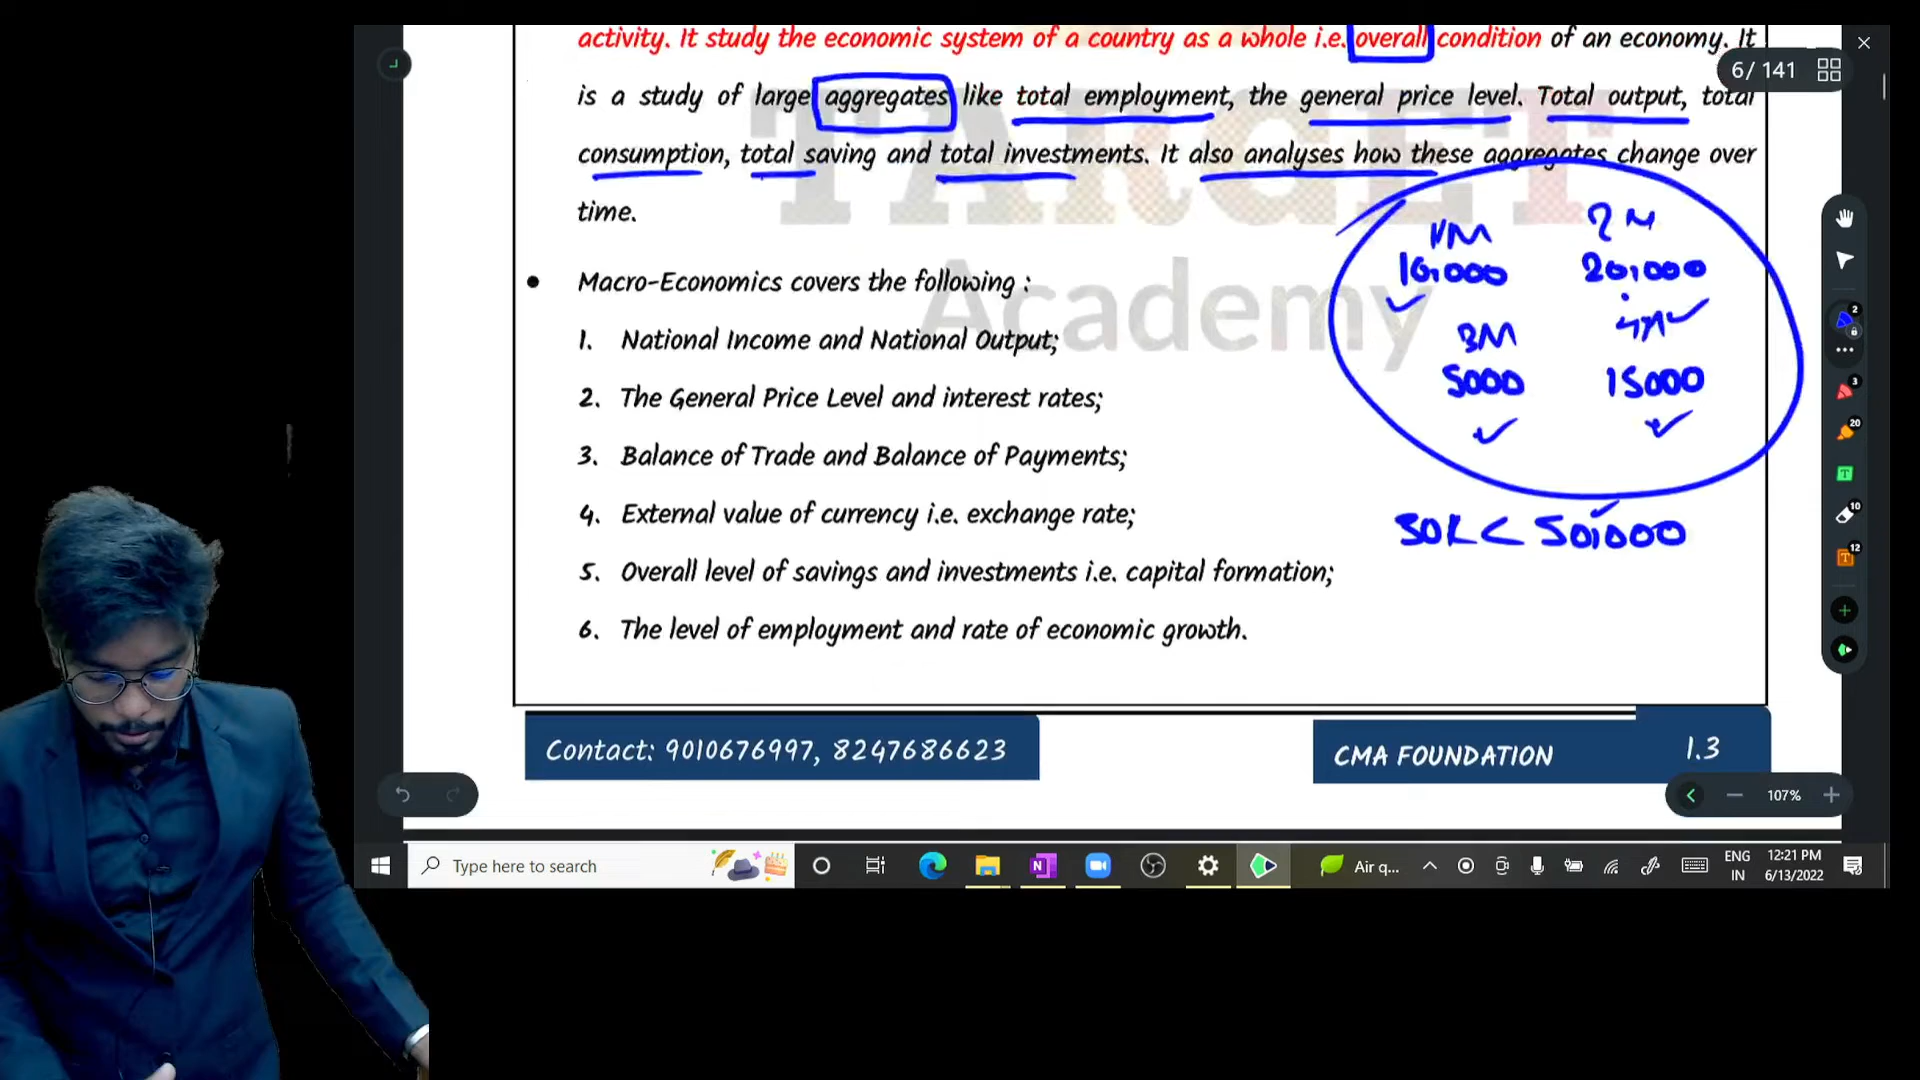 activity. It study the economic system of a country as a whole i.e. overall condition of an economy. It
6/ 141
is a study of large aggregates like total employment, the general price level. Total output, total
consumption, total saving and total investments. It also analyses how these aggregates change over
time.
TARGET
Academy
1M 2M
10,000 20,000
3M 4M
5000 15000
50K < 50,000
• Macro-Economics covers the following :
1. National Income and National Output;
2. The General Price Level and interest rates;
3. Balance of Trade and Balance of Payments;
4. External value of currency i.e. exchange rate;
5. Overall level of savings and investments i.e. capital formation;
6. The level of employment and rate of economic growth.
Contact: 9010676997, 8247686623
CMA FOUNDATION 1.3
107%
Type here to search
Air q...
ENG
IN
12:21 PM
6/13/2022
2
3
20
10
12